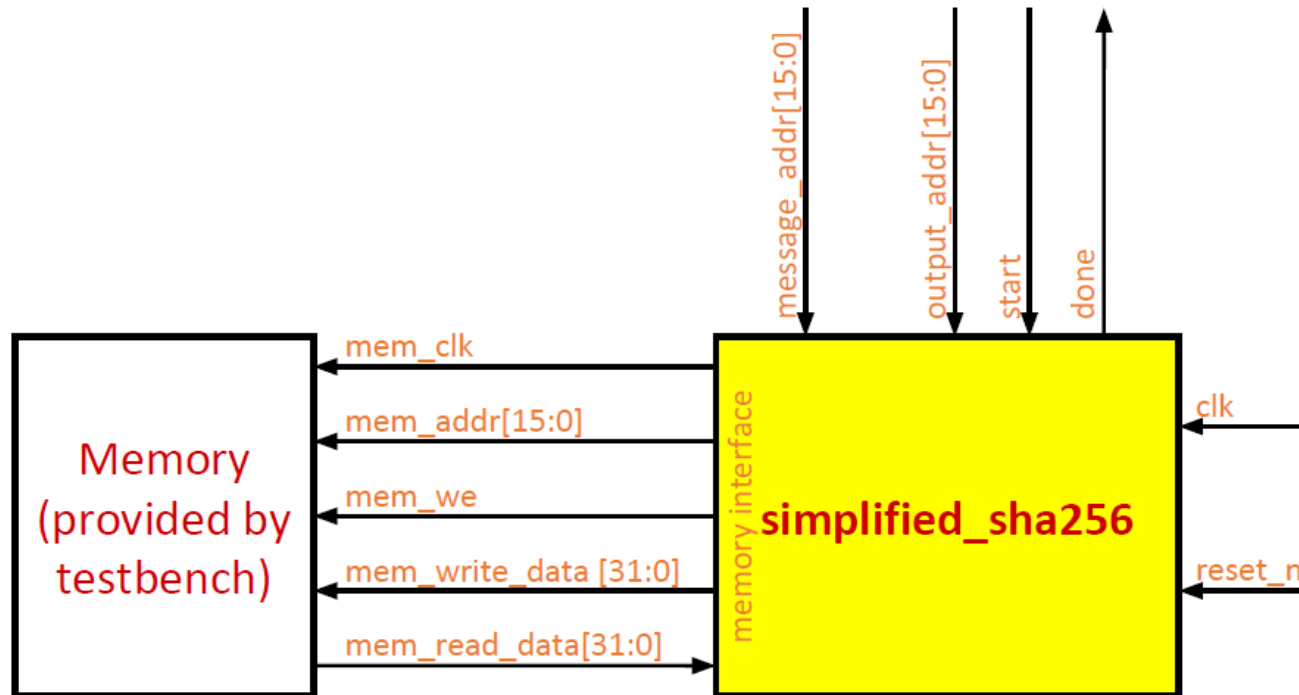 message_addr[15:0]
output_addr[15:0]
start
done
Memory
(provided by
testbench)
mem_clk
mem_addr[15:0]
mem_we
mem_write_data [31:0]
mem_read_data[31:0]
memory interface
simplified_sha256
clk
reset_n